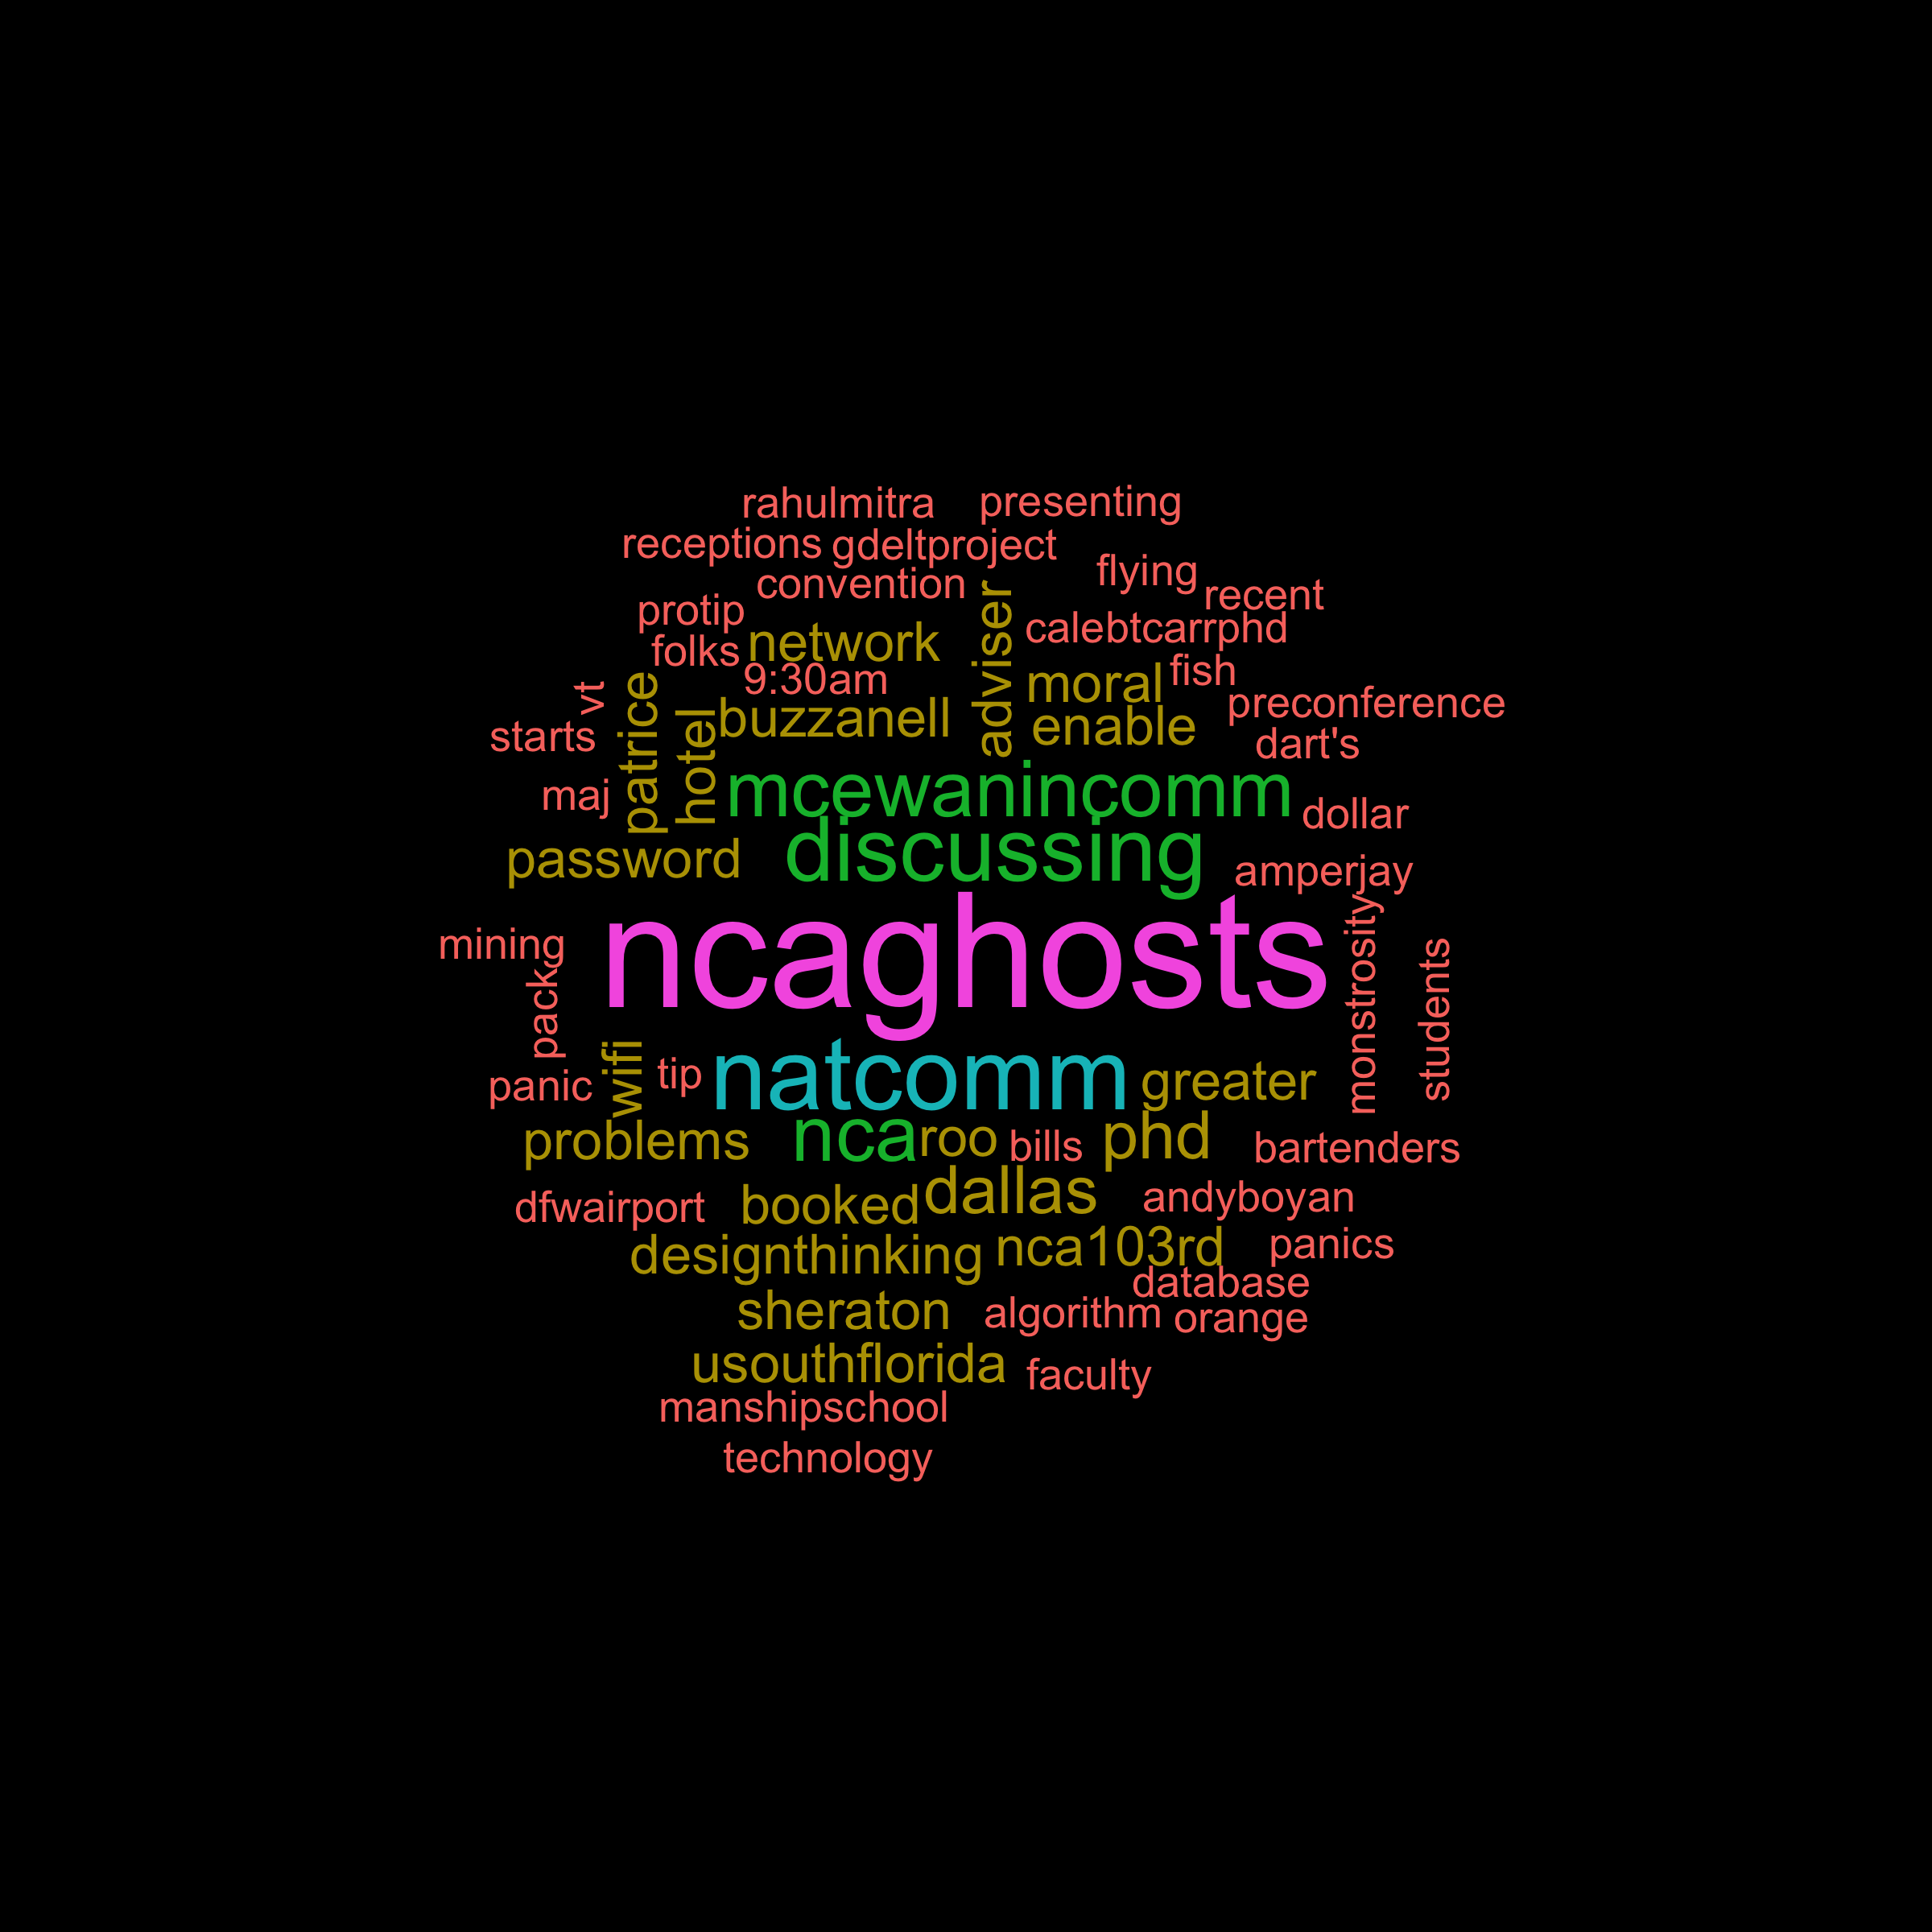 rahulmitra presenting
receptions gdeltproject
flying
convention
recent
protip
calebtcarrphd
network
adviser
folks
fish
9:30am
moral
vt
patrice
preconference
hotel
buzzanell
enable
starts
dart's
mcewanincomm
maj
dollar
password
discussing
amperjay
mining
ncaghosts
monstrosity
students
pack
wifi
tip
natcomm
greater
panic
problems
nca
roo
bills
phd
bartenders
dallas
andyboyan
dfwairport
booked
designthinking
nca103rd
panics
database
sheraton
algorithm
orange
usouthflorida
faculty
manshipschool
technology